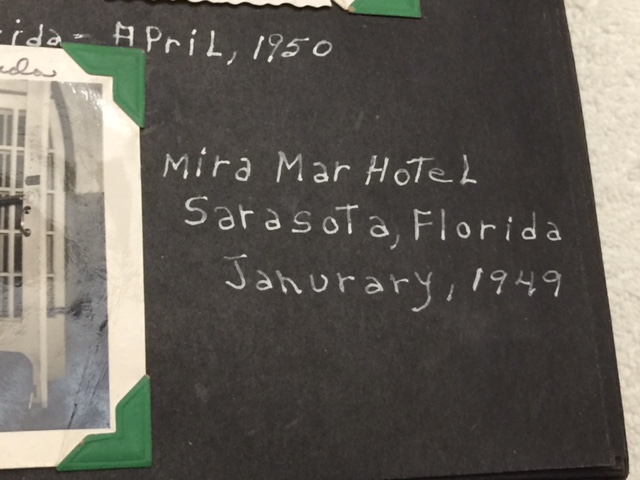 ida - APriL, 1950
Mira Mar HoTeL
SarasoTa, Florida
Janurary, 1949